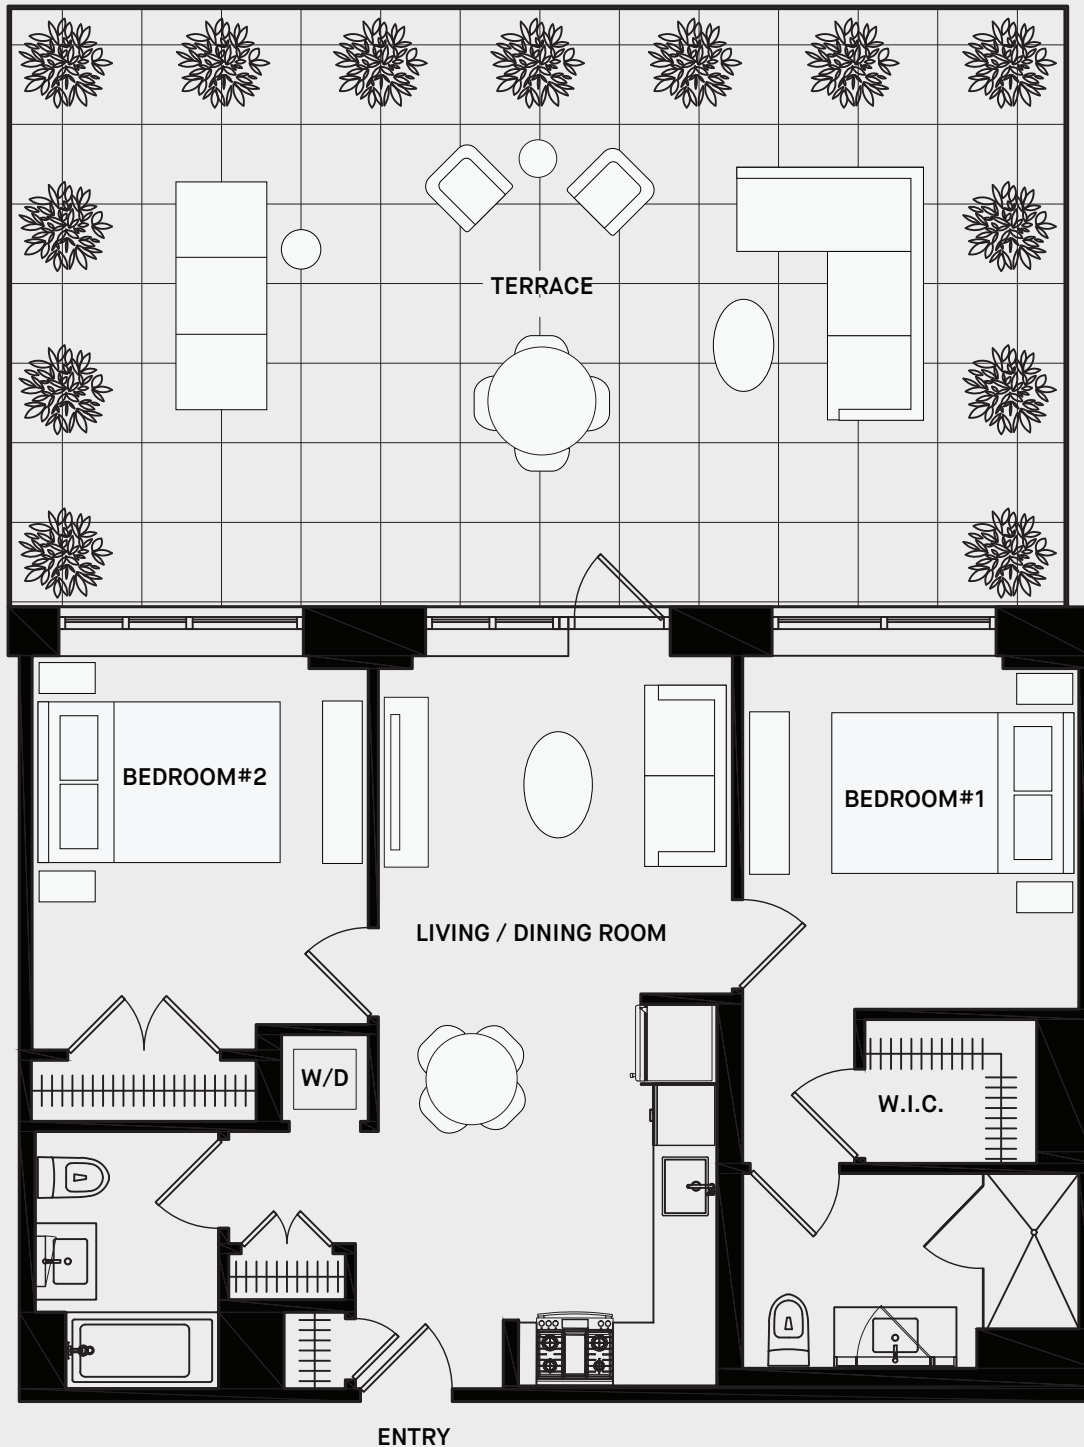 TERRACE
BEDROOM#2
BEDROOM#1
LIVING / DINING ROOM
W/D
W.I.C.
ENTRY